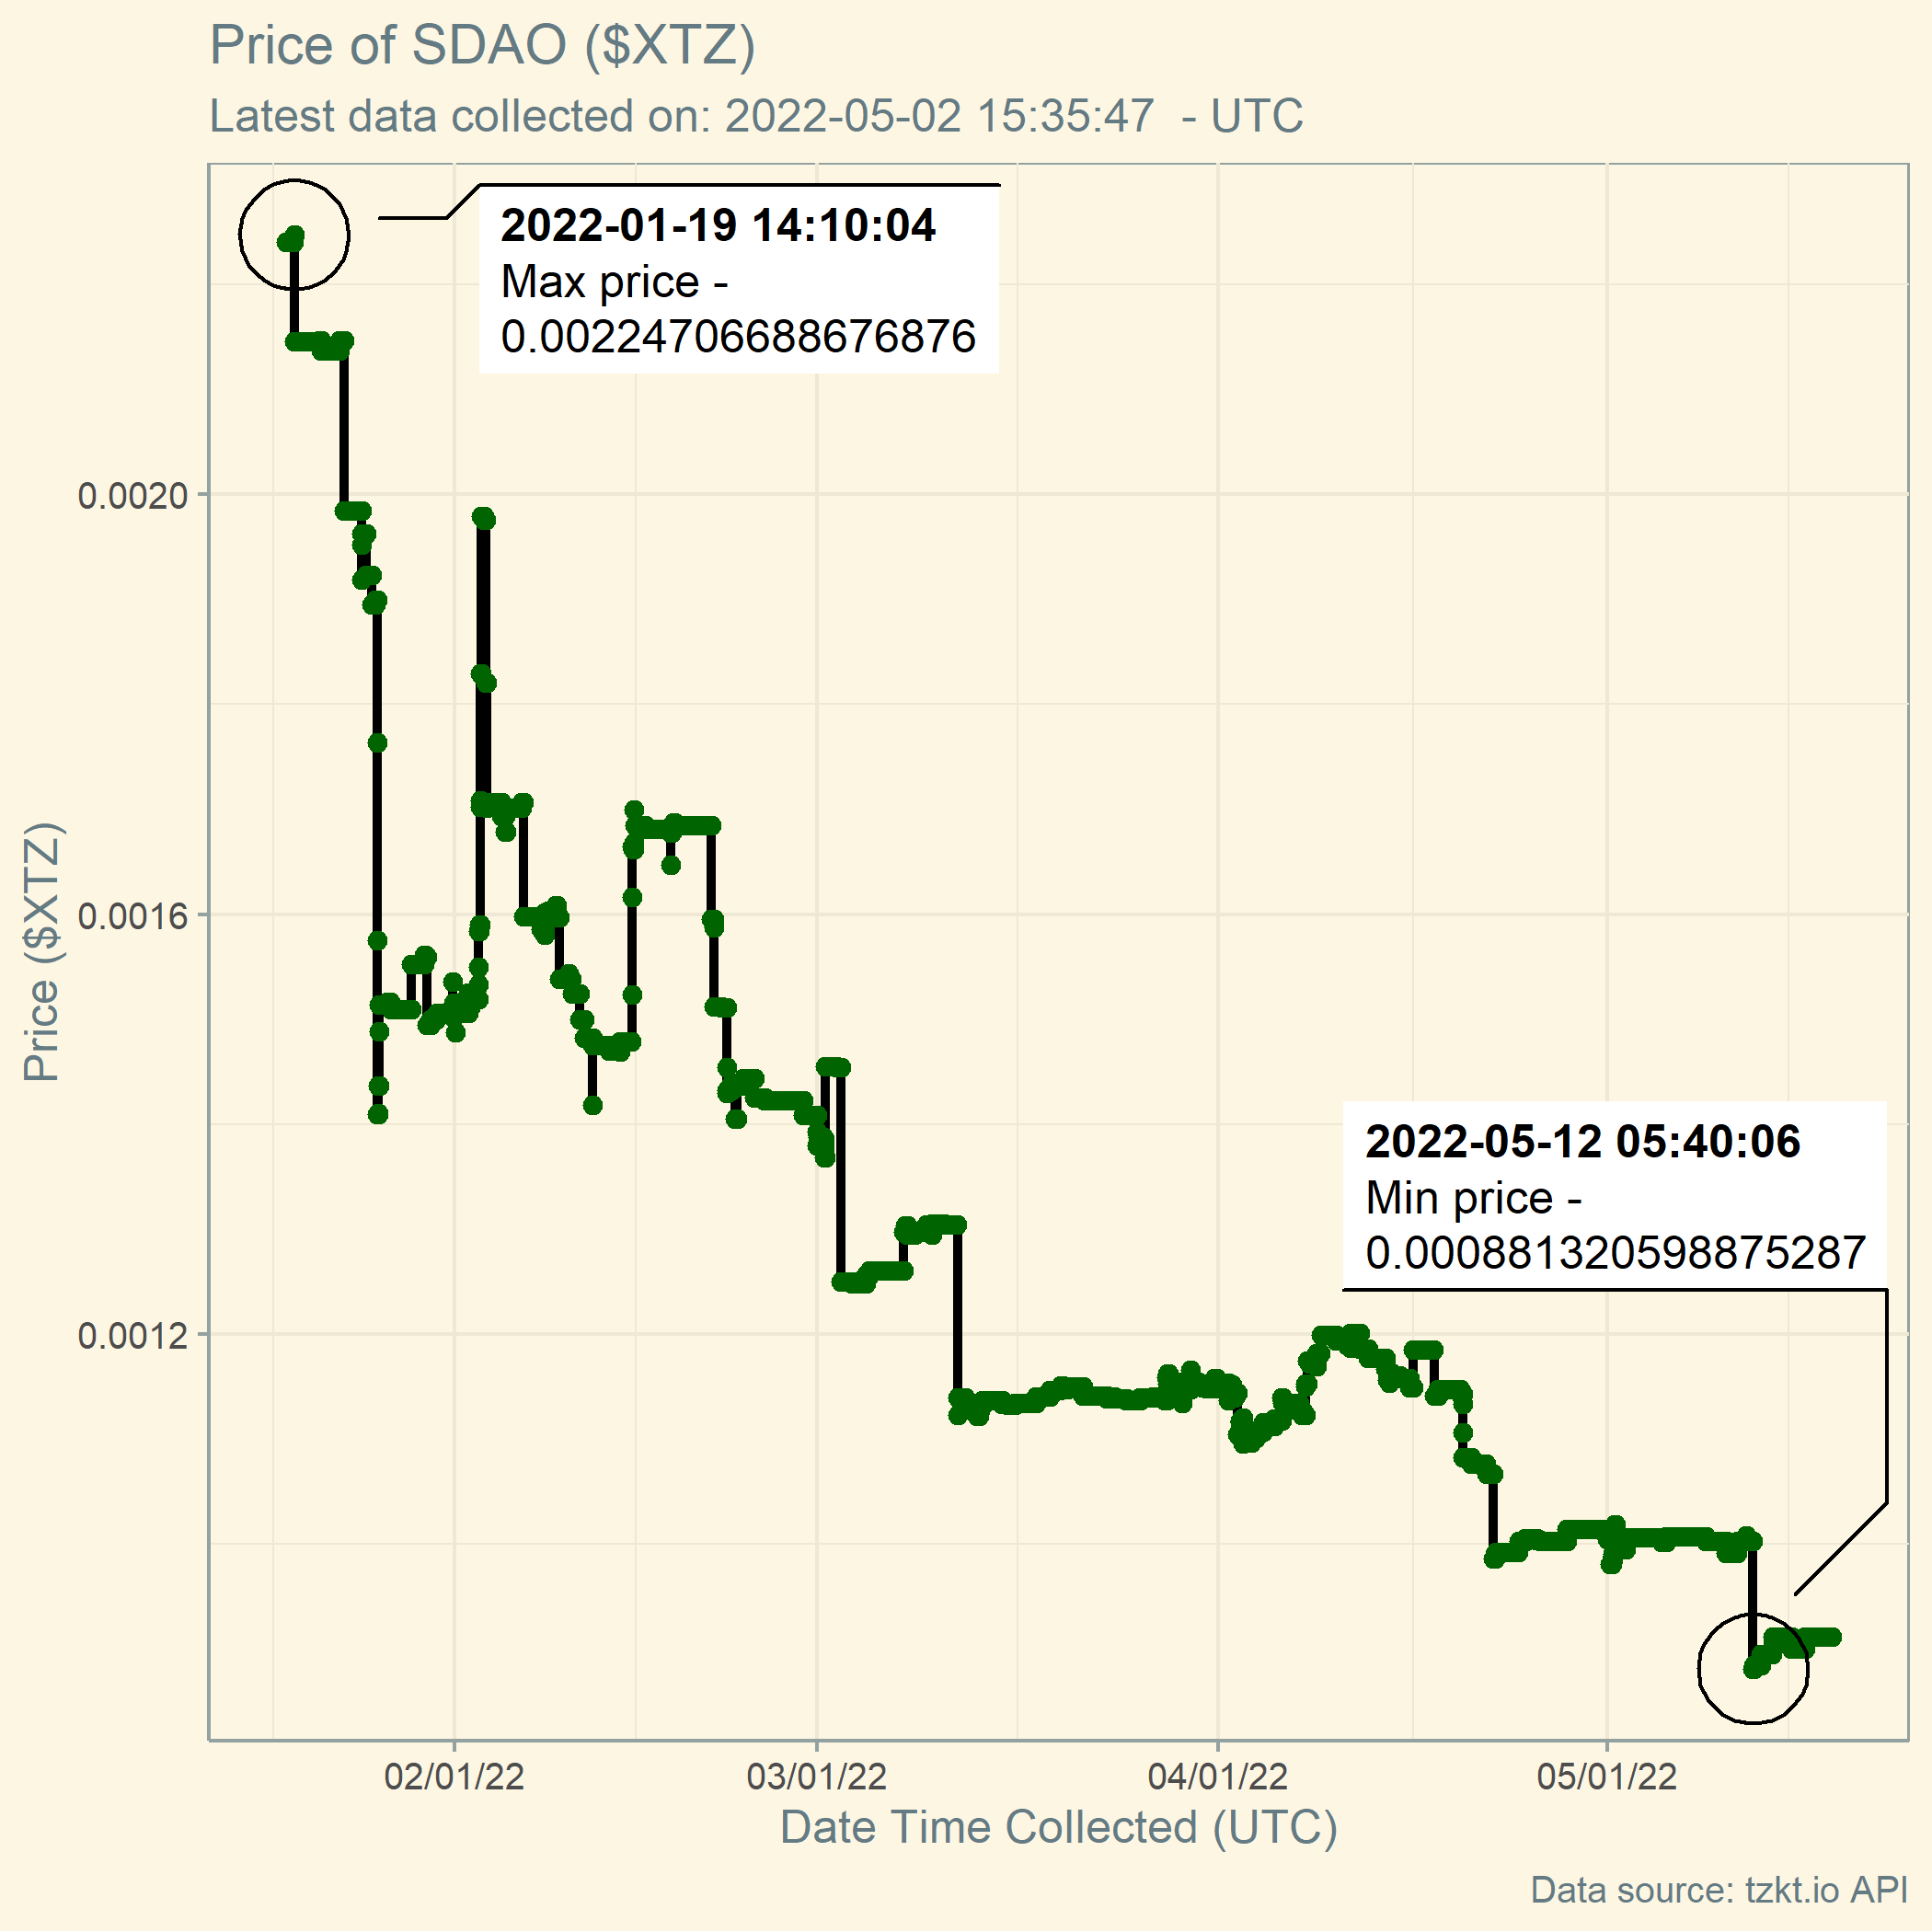 Price of SDAO ($XTZ)
Latest data collected on: 2022-05-02 15:35:47  - UTC
2022-01-19 14:10:04
Max price -
0.00224706688676876
0.0020
0.0016
0.0012
Price ($XTZ)
2022-05-12 05:40:06
Min price -
0.000881320598875287
02/01/22
03/01/22
04/01/22
05/01/22
Date Time Collected (UTC)
Data source: tzkt.io API